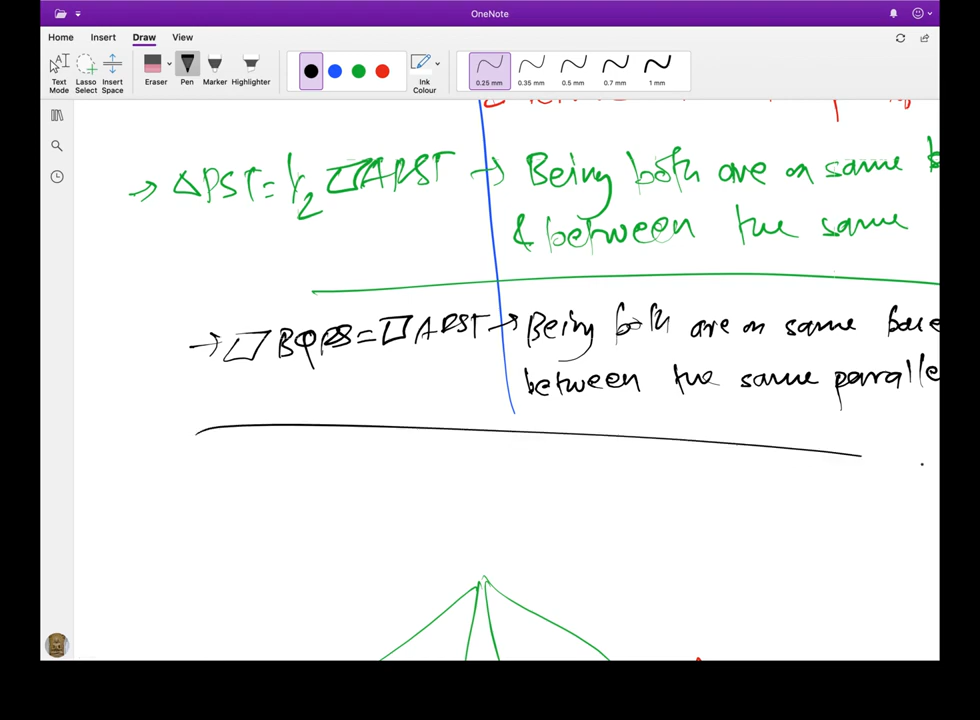 OneNote
Home Insert Draw View
Text Mode
Lasso Select
Insert Space
Eraser
Pen
Marker
Highlighter
Ink Colour
0.25 mm
0.35 mm
0.5 mm
0.7 mm
1 mm
→ △PST = 1/2 ▱ARST → Being both are on same
& between the same
→ ▱BQRS = ▱ARST → Being both are on same base
between the same paralle